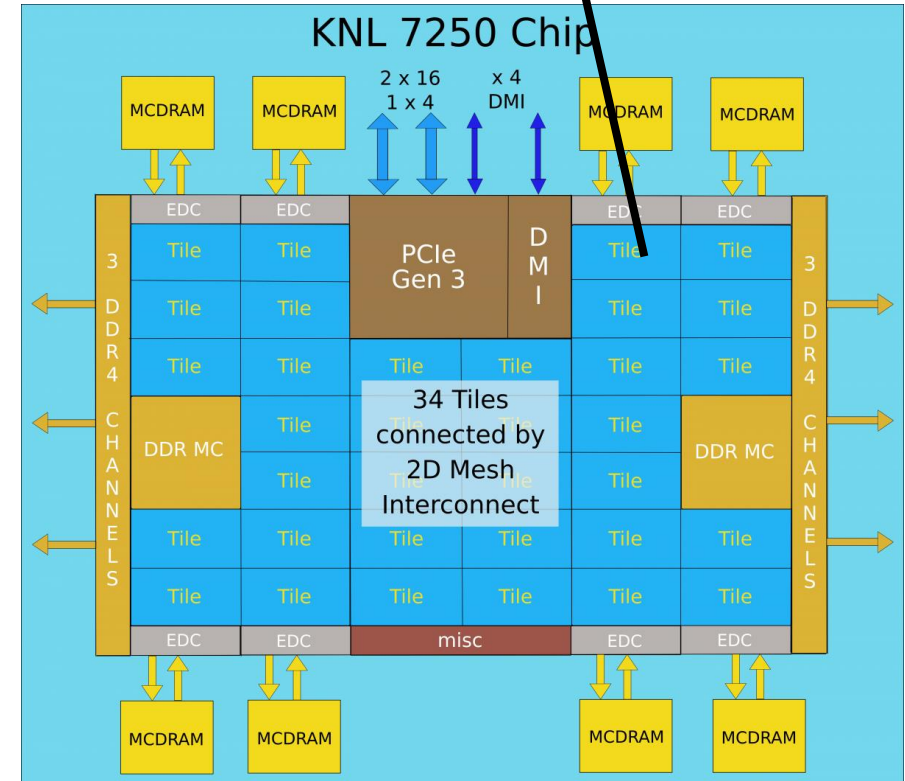 KNL 7250 Chip
2 x 16
1 x 4
x 4
DMI
MCDRAM
MCDRAM
MCDRAM
MCDRAM
EDC
EDC
EDC
EDC
3 DDR4 CHANNELS
PCIe
Gen 3
DMI
3 DDR4 CHANNELS
Tile
Tile
Tile
Tile
Tile
Tile
Tile
Tile
Tile
Tile
Tile
Tile
Tile
Tile
DDR MC
Tile
Tile
DDR MC
Tile
Tile
34 Tiles
connected by
2D Mesh
Interconnect
Tile
Tile
Tile
Tile
Tile
Tile
Tile
Tile
Tile
Tile
Tile
Tile
EDC
EDC
misc
EDC
EDC
MCDRAM
MCDRAM
MCDRAM
MCDRAM